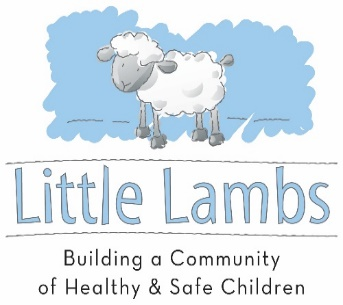 Little Lambs
Building a Community
of Healthy & Safe Children